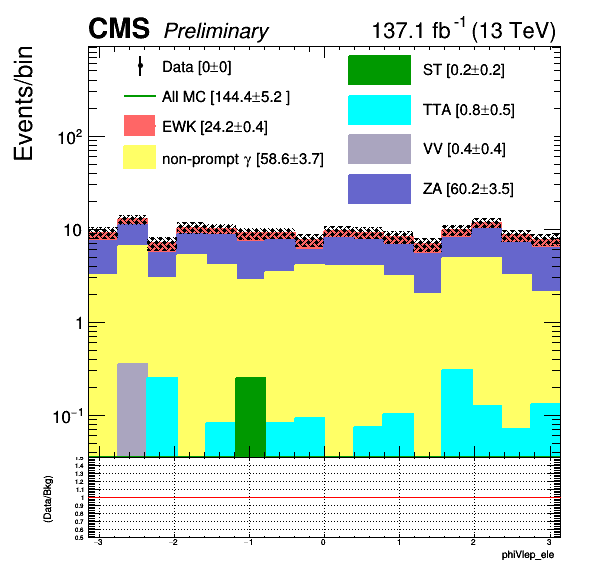 CMS Preliminary 137.1 fb⁻¹ (13 TeV)
Events/bin
Data [0±0]
All MC [144.4±5.2 ]
EWK [24.2±0.4]
non-prompt γ [58.6±3.7]
ST [0.2±0.2]
TTA [0.8±0.5]
VV [0.4±0.4]
ZA [60.2±3.5]
10²
10
1
10⁻¹
(Data/Bkg)
1.5
1.4
1.3
1.2
1.1
1
0.9
0.8
0.7
0.6
0.5
−3 −2 −1 0 1 2 3
phiVlep_ele